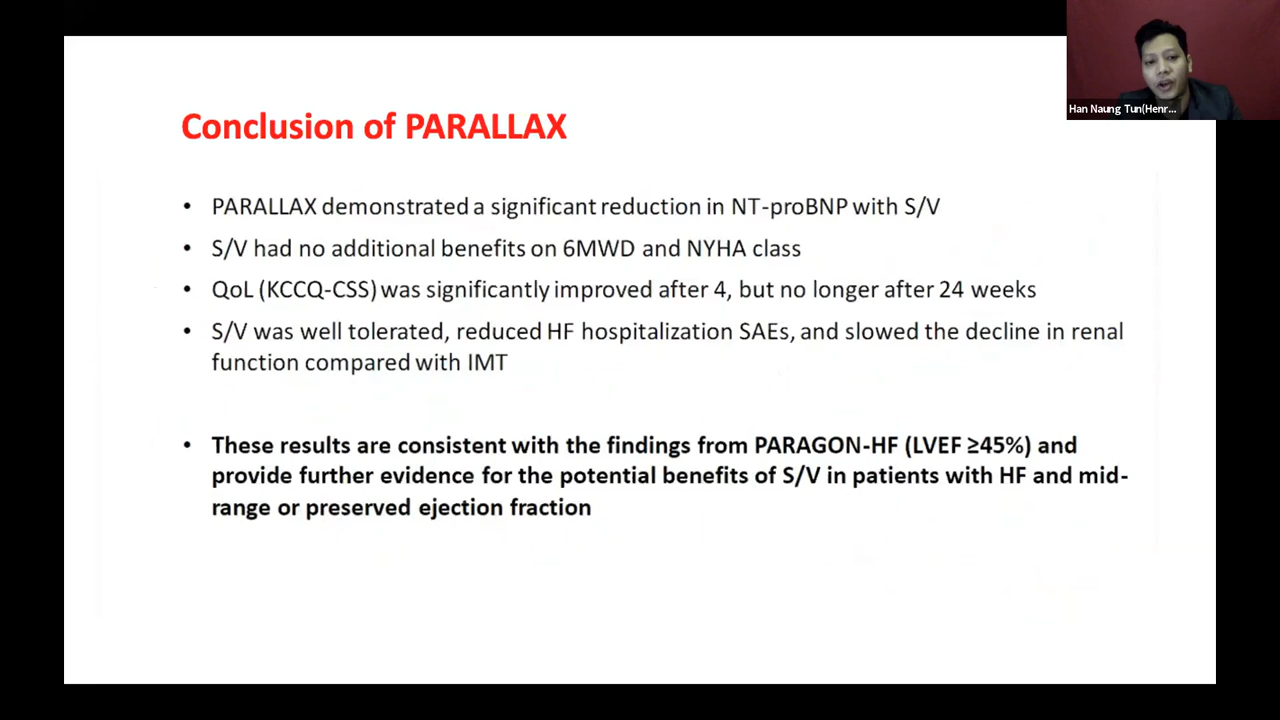 Han Naung Tun(Henr...
Conclusion of PARALLAX
• PARALLAX demonstrated a significant reduction in NT-proBNP with S/V
• S/V had no additional benefits on 6MWD and NYHA class
• QoL (KCCQ-CSS) was significantly improved after 4, but no longer after 24 weeks
• S/V was well tolerated, reduced HF hospitalization SAEs, and slowed the decline in renal
function compared with IMT
• These results are consistent with the findings from PARAGON-HF (LVEF ≥45%) and
provide further evidence for the potential benefits of S/V in patients with HF and mid-
range or preserved ejection fraction